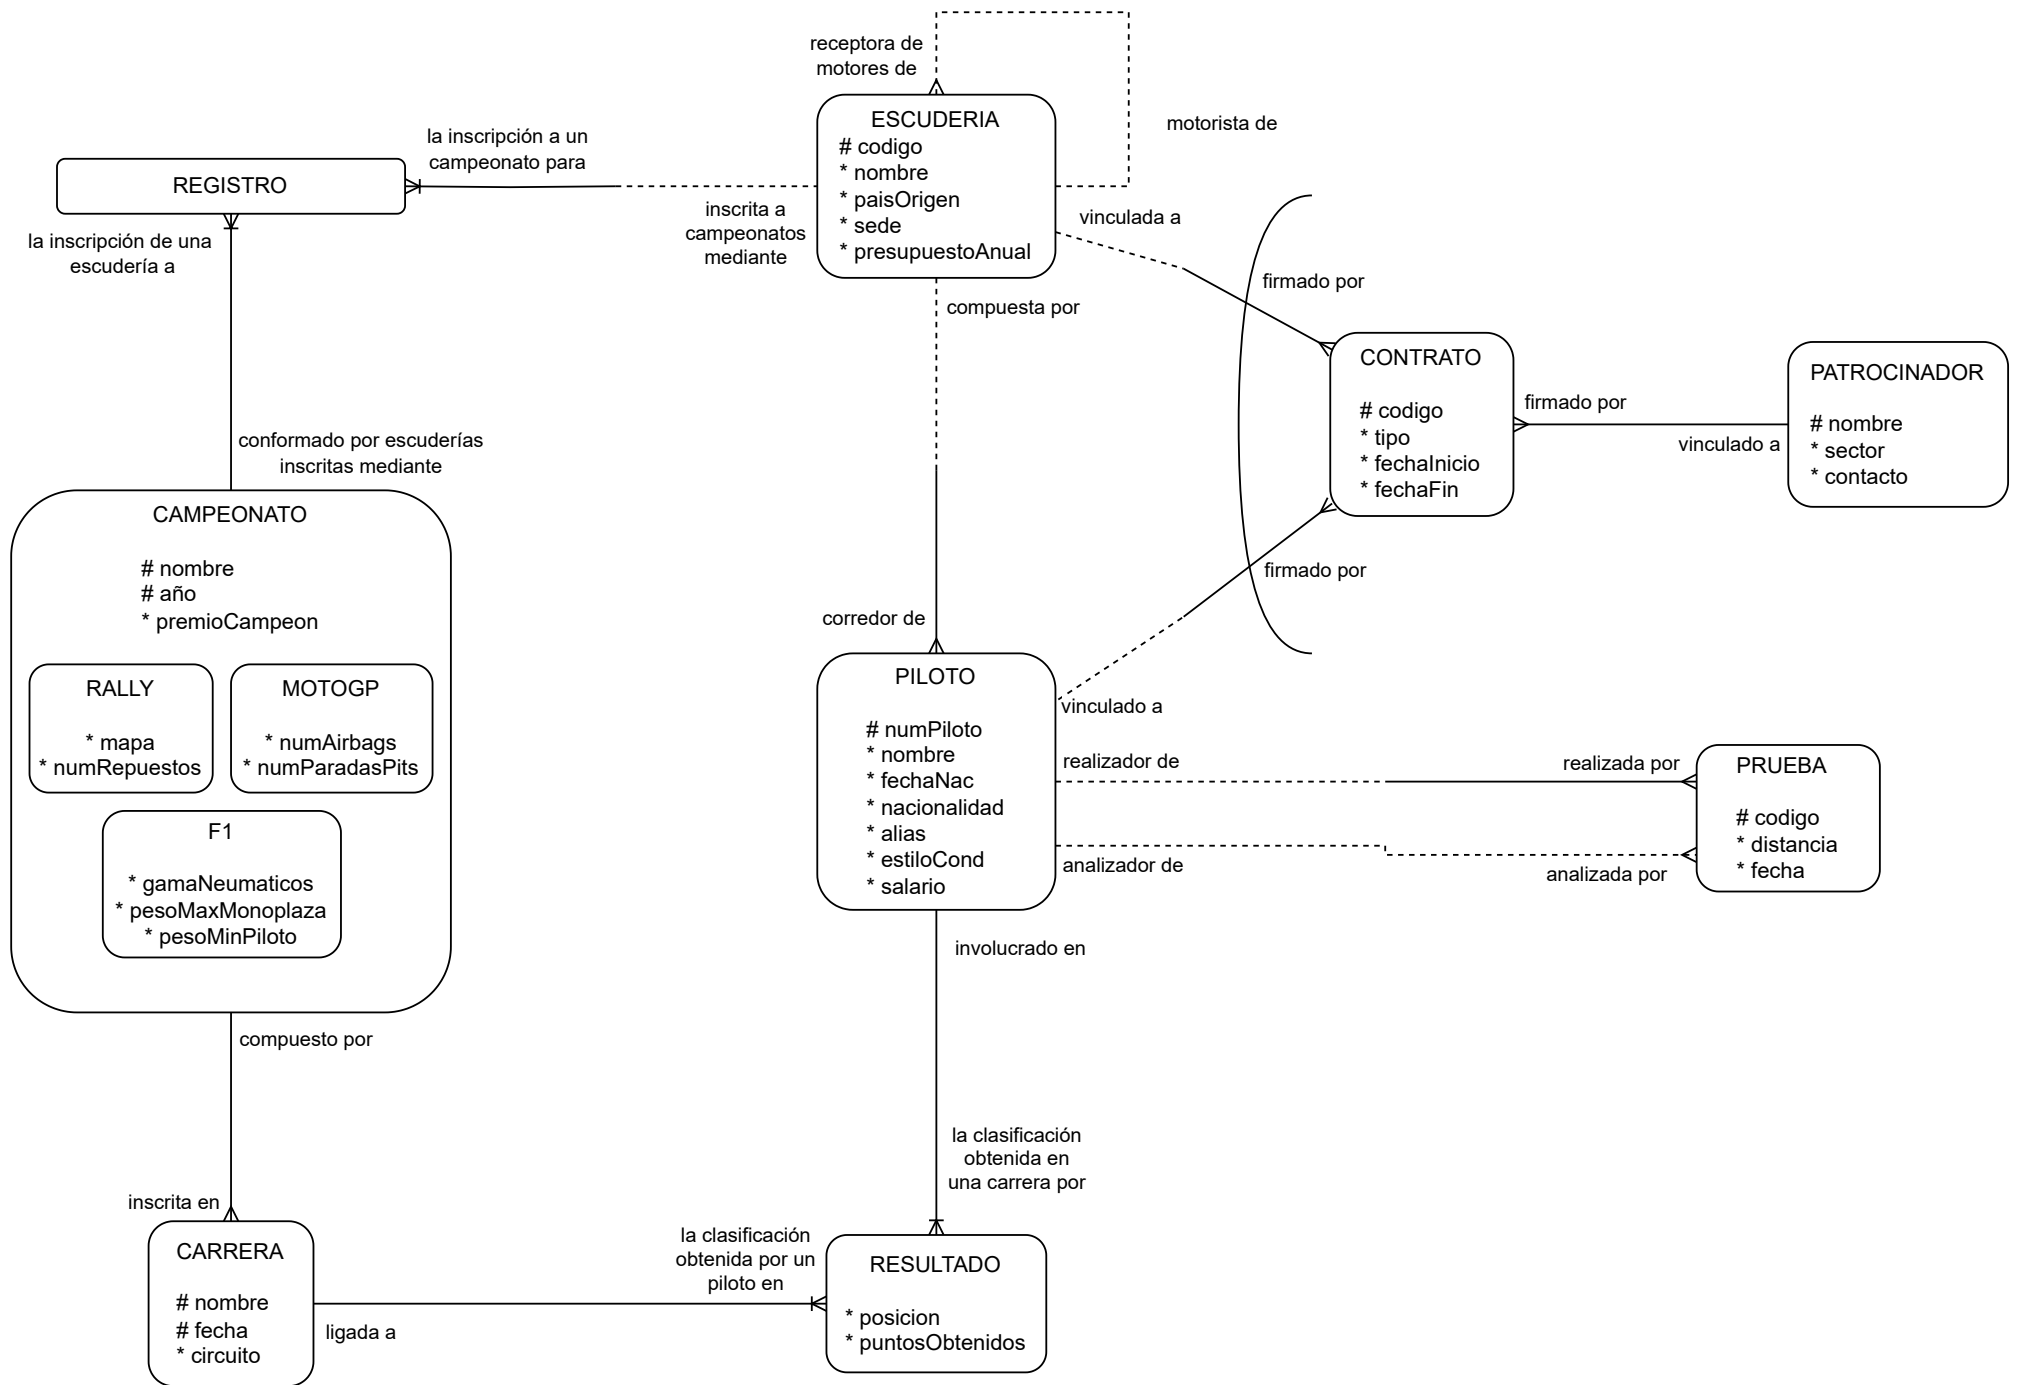 receptora de
motores de
ESCUDERIA
# codigo
* nombre
* paisOrigen
* sede
* presupuestoAnual
motorista de
la inscripción a un
campeonato para
REGISTRO
inscrita a
campeonatos
mediante
vinculada a
la inscripción de una
escudería a
firmado por
compuesta por
CONTRATO
# codigo
* tipo
* fechaInicio
* fechaFin
firmado por
vinculado a
PATROCINADOR
# nombre
* sector
* contacto
conformado por escuderías
inscritas mediante
CAMPEONATO
# nombre
# año
* premioCampeon
RALLY
* mapa
* numRepuestos
MOTOGP
* numAirbags
* numParadasPits
F1
* gamaNeumaticos
* pesoMaxMonoplaza
* pesoMinPiloto
firmado por
corredor de
PILOTO
# numPiloto
* nombre
* fechaNac
* nacionalidad
* alias
* estiloCond
* salario
vinculado a
realizador de
realizada por
analizador de
analizada por
PRUEBA
# codigo
* distancia
* fecha
involucrado en
compuesto por
la clasificación
obtenida en
una carrera por
inscrita en
CARRERA
# nombre
# fecha
* circuito
ligada a
la clasificación
obtenida por un
piloto en
RESULTADO
* posicion
* puntosObtenidos